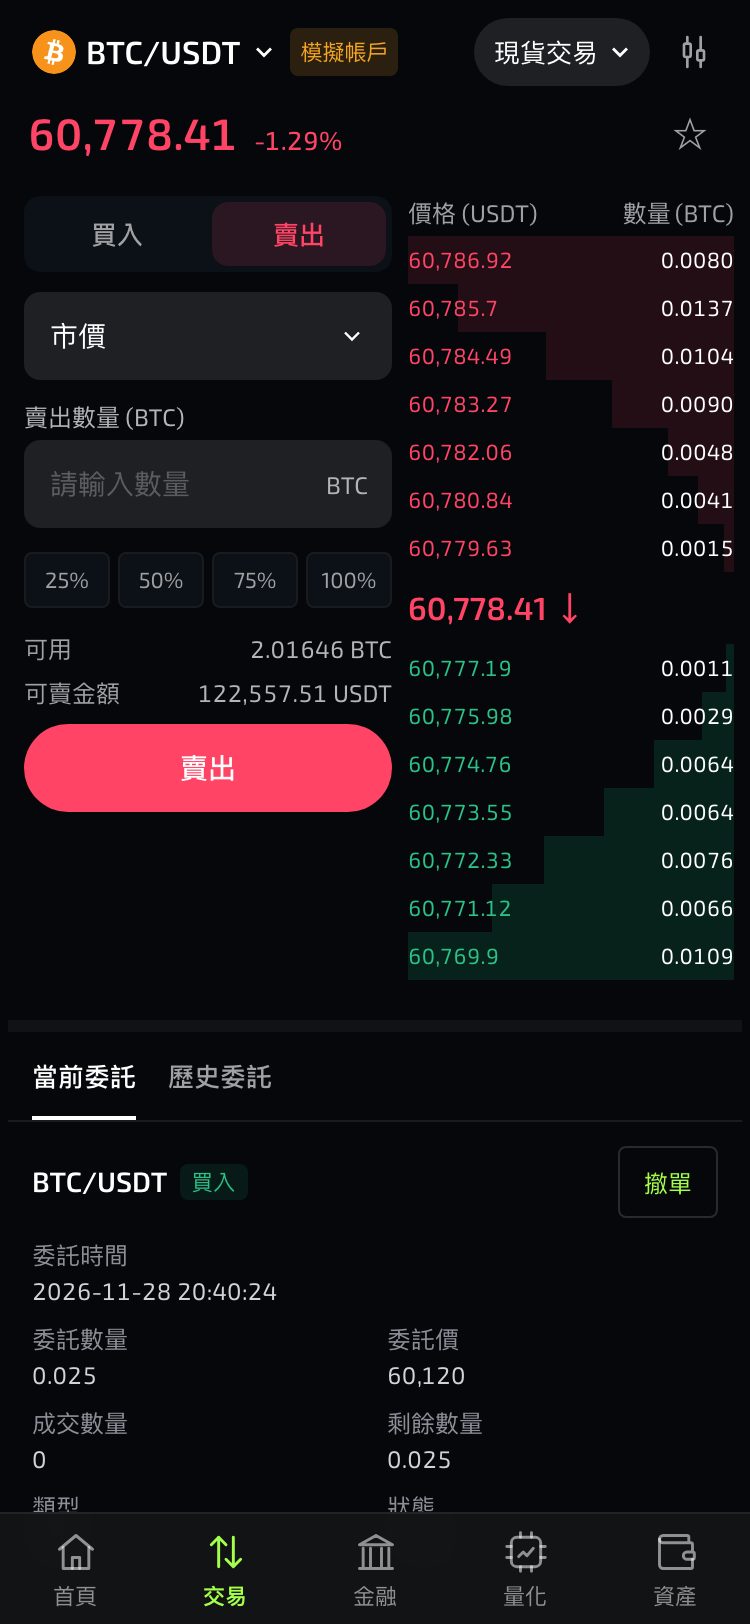 BTC/USDT 模擬帳戶 現貨交易
60,778.41 -1.29%
買入 賣出
市價
賣出數量 (BTC)
請輸入數量 BTC
25% 50% 75% 100%
可用 2.01646 BTC
可賣金額 122,557.51 USDT
賣出
價格 (USDT) 數量 (BTC)
60,786.92 0.0080
60,785.7 0.0137
60,784.49 0.0104
60,783.27 0.0090
60,782.06 0.0048
60,780.84 0.0041
60,779.63 0.0015
60,778.41 ↓
60,777.19 0.0011
60,775.98 0.0029
60,774.76 0.0064
60,773.55 0.0064
60,772.33 0.0076
60,771.12 0.0066
60,769.9 0.0109
當前委託 歷史委託
BTC/USDT 買入 撤單
委託時間
2026-11-28 20:40:24
委託數量 委託價
0.025 60,120
成交數量 剩餘數量
0 0.025
類型 狀態
首頁 交易 金融 量化 資產